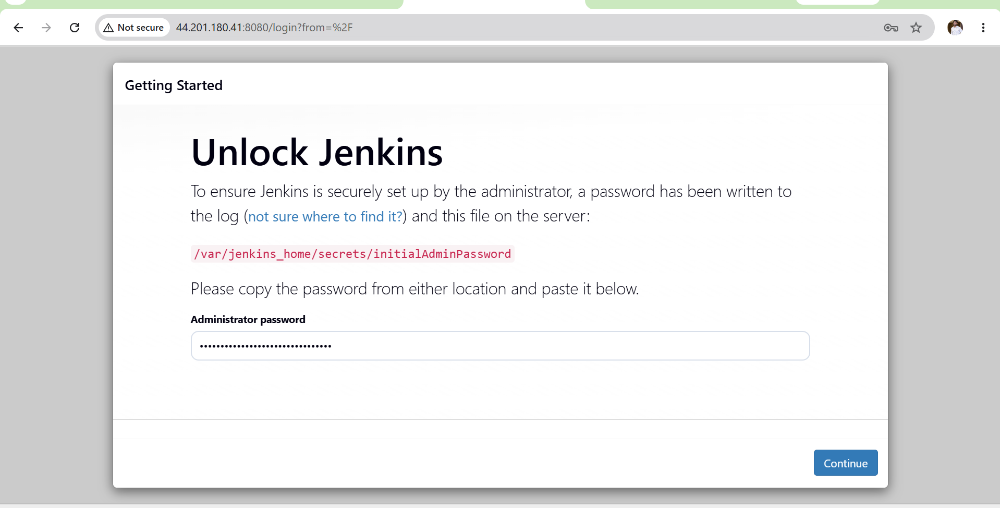 Not secure 44.201.180.41:8080/login?from=%2F
Getting Started
Unlock Jenkins
To ensure Jenkins is securely set up by the administrator, a password has been written to
the log (not sure where to find it?) and this file on the server:
/var/jenkins_home/secrets/initialAdminPassword
Please copy the password from either location and paste it below.
Administrator password
••••••••••••••••••••••••••••••••
Continue